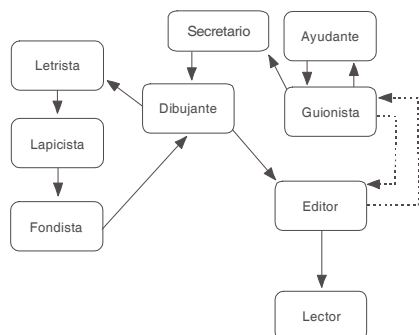 Secretario
Ayudante
Letrista
Dibujante
Guionista
Lapicista
Fondista
Editor
Lector